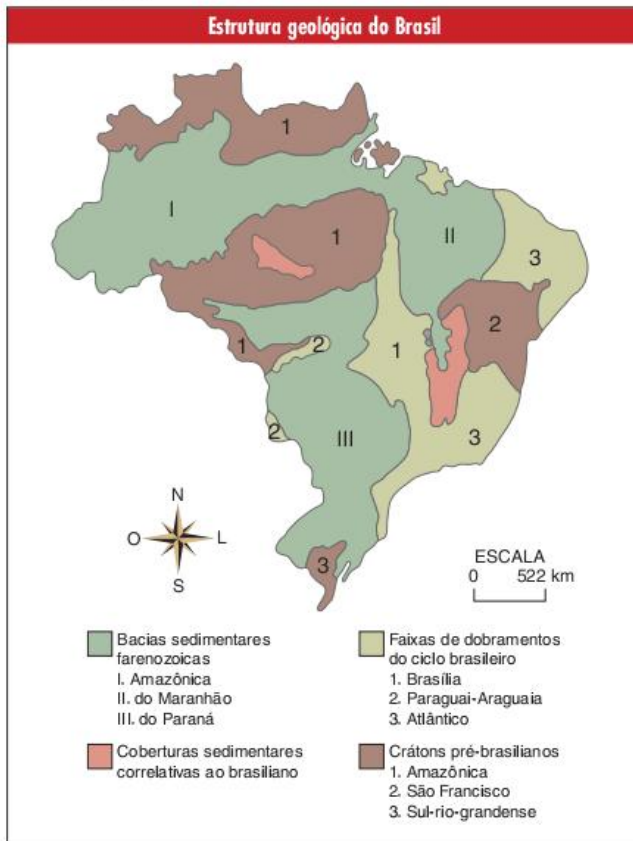 Estrutura geológica do Brasil
1
I
1
II
3
2
1
2
1
2
III
3
3
N
O
L
S
ESCALA
0 522 km
Bacias sedimentares
farenozoicas
I. Amazônica
II. do Maranhão
III. do Paraná
Coberturas sedimentares
correlativas ao brasiliano
Faixas de dobramentos
do ciclo brasileiro
1. Brasília
2. Paraguai-Araguaia
3. Atlântico
Crátons pré-brasilianos
1. Amazônica
2. São Francisco
3. Sul-rio-grandense